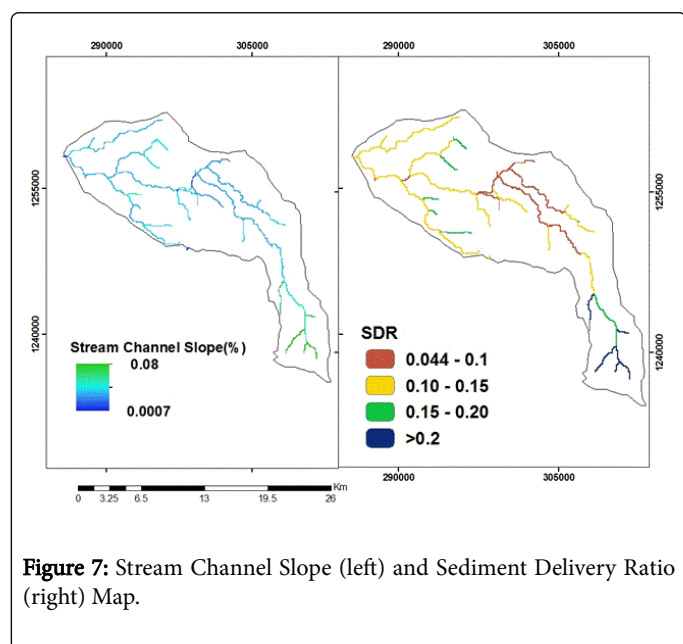 290000 305000 290000 305000
1255000
1240000
1255000
1240000
Stream Channel Slope(%)
0.08
0.0007
SDR
0.044 - 0.1
0.10 - 0.15
0.15 - 0.20
>0.2
290000 305000
290000 305000
Km
0 3.25 6.5 13 19.5 26
Figure 7: Stream Channel Slope (left) and Sediment Delivery Ratio
(right) Map.